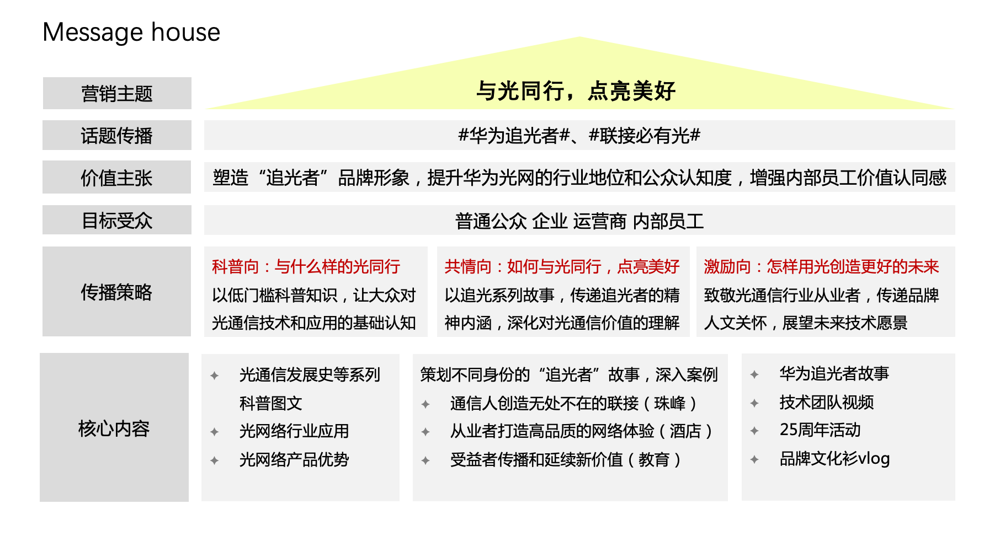 Message house
营销主题
与光同行，点亮美好
话题传播
#华为追光者#、#联接必有光#
价值主张
塑造“追光者”品牌形象，提升华为光网的行业地位和公众认知度，增强内部员工价值认同感
目标受众
普通公众 企业 运营商 内部员工
传播策略
科普向：与什么样的光同行
以低门槛科普知识，让大众对
光通信技术和应用的基础认知
共情向：如何与光同行，点亮美好
以追光系列故事，传递追光者的精
神内涵，深化对光通信价值的理解
激励向：怎样用光创造更好的未来
致敬光通信行业从业者，传递品牌
人文关怀，展望未来技术愿景
核心内容
光通信发展史等系列
科普图文
光网络行业应用
光网络产品优势
策划不同身份的“追光者”故事，深入案例
通信人创造无处不在的联接（珠峰）
从业者打造高品质的网络体验（酒店）
受益者传播和延续新价值（教育）
华为追光者故事
技术团队视频
25周年活动
品牌文化衫vlog